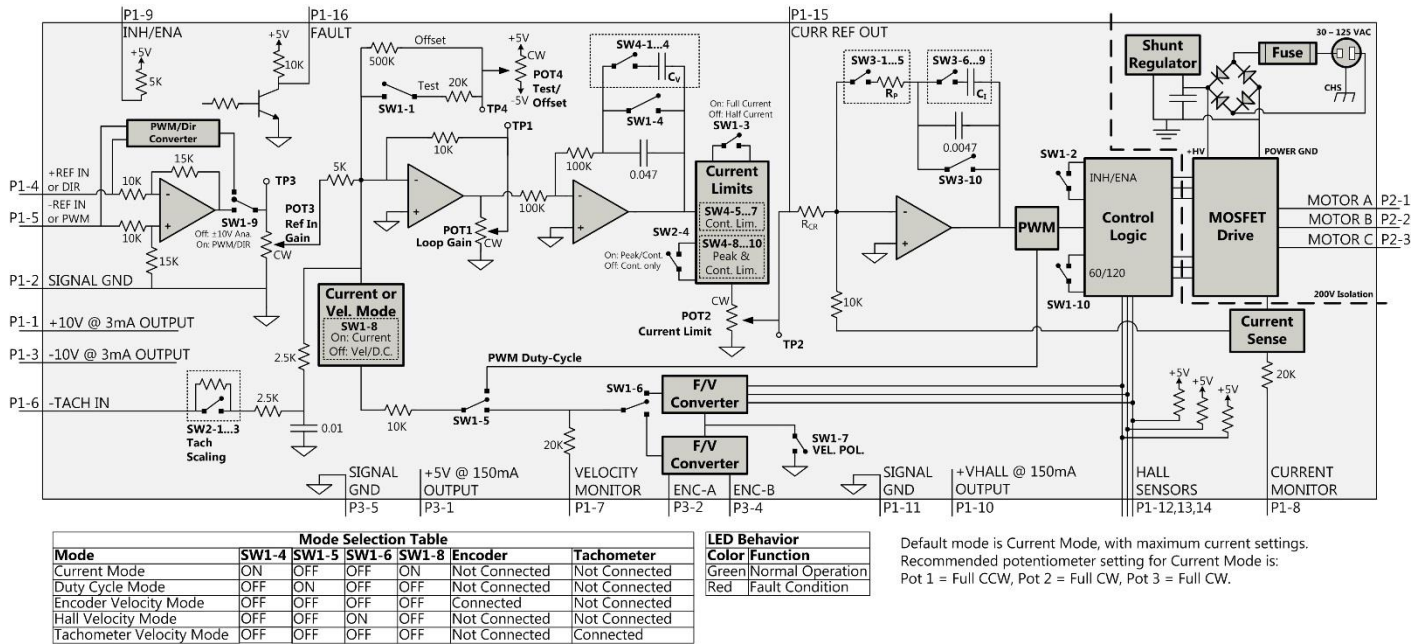 P1-9
INH/ENA
P1-16
FAULT
P1-15
CURR REF OUT
+5V
5K
+5V
10K
Offset
500K
Test
20K
SW1-1
+5V
CW
-5V
POT4
Test/
Offset
TP4
SW4-1...4
CV
SW1-4
0.047
On: Full Current
Off: Half Current
SW1-3
SW3-1...5
RP
SW3-6...9
CI
0.0047
SW3-10
Shunt
Regulator
Fuse
30 – 125 VAC
CHS
PWM/Dir
Converter
15K
P1-4
+REF IN
or DIR
10K
-
P1-5
-REF IN
or PWM
10K
+
15K
SW1-9
Off: ±10V Ana.
On: PWM/DIR
TP3
POT3
Ref In
Gain
CW
5K
TP1
10K
-
+
POT1
Loop Gain
CW
100K
100K
-
+
Current
Limits
SW4-5...7
Cont. Lim.
SW4-8...10
Peak &
Cont. Lim.
SW2-4
On: Peak/Cont.
Off: Cont. only
CW
POT2
Current Limit
TP2
RCR
-
+
10K
PWM
SW1-2
INH/ENA
Control
Logic
60/120
SW1-10
+HV
POWER GND
MOSFET
Drive
MOTOR A P2-1
MOTOR B P2-2
MOTOR C P2-3
200V Isolation
Current
Sense
20K
P1-2 SIGNAL GND
P1-1 +10V @ 3mA OUTPUT
P1-3 -10V @ 3mA OUTPUT
P1-6 -TACH IN
SW2-1...3
Tach
Scaling
2.5K
2.5K
0.01
Current or
Vel. Mode
SW1-8
On: Current
Off: Vel/D.C.
10K
PWM Duty-Cycle
SW1-5
20K
SW1-6
F/V
Converter
F/V
Converter
SW1-7
VEL. POL.
+5V
+5V
+5V
SIGNAL
GND
P3-5
+5V @ 150mA
OUTPUT
P3-1
VELOCITY
MONITOR
P1-7
ENC-A
P3-2
ENC-B
P3-4
SIGNAL
GND
P1-11
+VHALL @ 150mA
OUTPUT
P1-10
HALL
SENSORS
P1-12,13,14
CURRENT
MONITOR
P1-8
Mode Selection Table
Mode SW1-4 SW1-5 SW1-6 SW1-8 Encoder Tachometer
Current Mode ON OFF OFF ON Not Connected Not Connected
Duty Cycle Mode OFF ON OFF OFF Not Connected Not Connected
Encoder Velocity Mode OFF OFF OFF OFF Connected Not Connected
Hall Velocity Mode OFF OFF ON OFF Not Connected Not Connected
Tachometer Velocity Mode OFF OFF OFF OFF Not Connected Connected
LED Behavior
Color Function
Green Normal Operation
Red Fault Condition
Default mode is Current Mode, with maximum current settings.
Recommended potentiometer setting for Current Mode is:
Pot 1 = Full CCW, Pot 2 = Full CW, Pot 3 = Full CW.